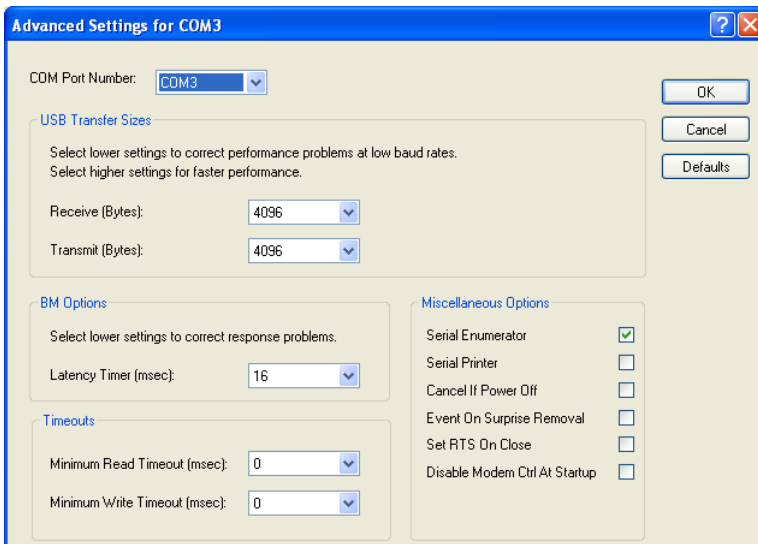 Advanced Settings for COM3
COM Port Number: COM3
OK
Cancel
Defaults
USB Transfer Sizes
Select lower settings to correct performance problems at low baud rates.
Select higher settings for faster performance.
Receive (Bytes): 4096
Transmit (Bytes): 4096
BM Options
Select lower settings to correct response problems.
Latency Timer (msec): 16
Timeouts
Minimum Read Timeout (msec): 0
Minimum Write Timeout (msec): 0
Miscellaneous Options
Serial Enumerator
Serial Printer
Cancel If Power Off
Event On Surprise Removal
Set RTS On Close
Disable Modem Ctrl At Startup